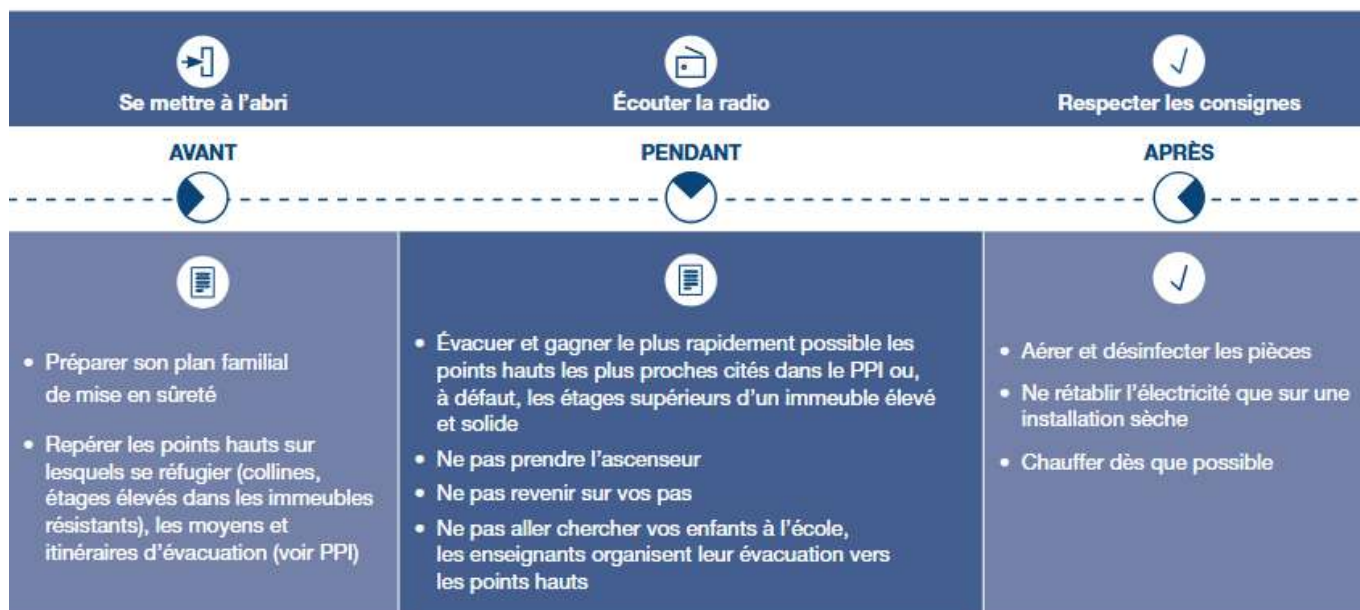 Se mettre à l'abri
Écouter la radio
Respecter les consignes
AVANT
PENDANT
APRÈS
• Préparer son plan familial
de mise en sûreté
• Repérer les points hauts sur
lesquels se réfugier (collines,
étages élevés dans les immeubles
résistants), les moyens et
itinéraires d'évacuation (voir PPI)
• Évacuer et gagner le plus rapidement possible les
points hauts les plus proches cités dans le PPI ou,
à défaut, les étages supérieurs d'un immeuble élevé
et solide
• Ne pas prendre l'ascenseur
• Ne pas revenir sur vos pas
• Ne pas aller chercher vos enfants à l'école,
les enseignants organisent leur évacuation vers
les points hauts
• Aérer et désinfecter les pièces
• Ne rétablir l'électricité que sur une
installation sèche
• Chauffer dès que possible